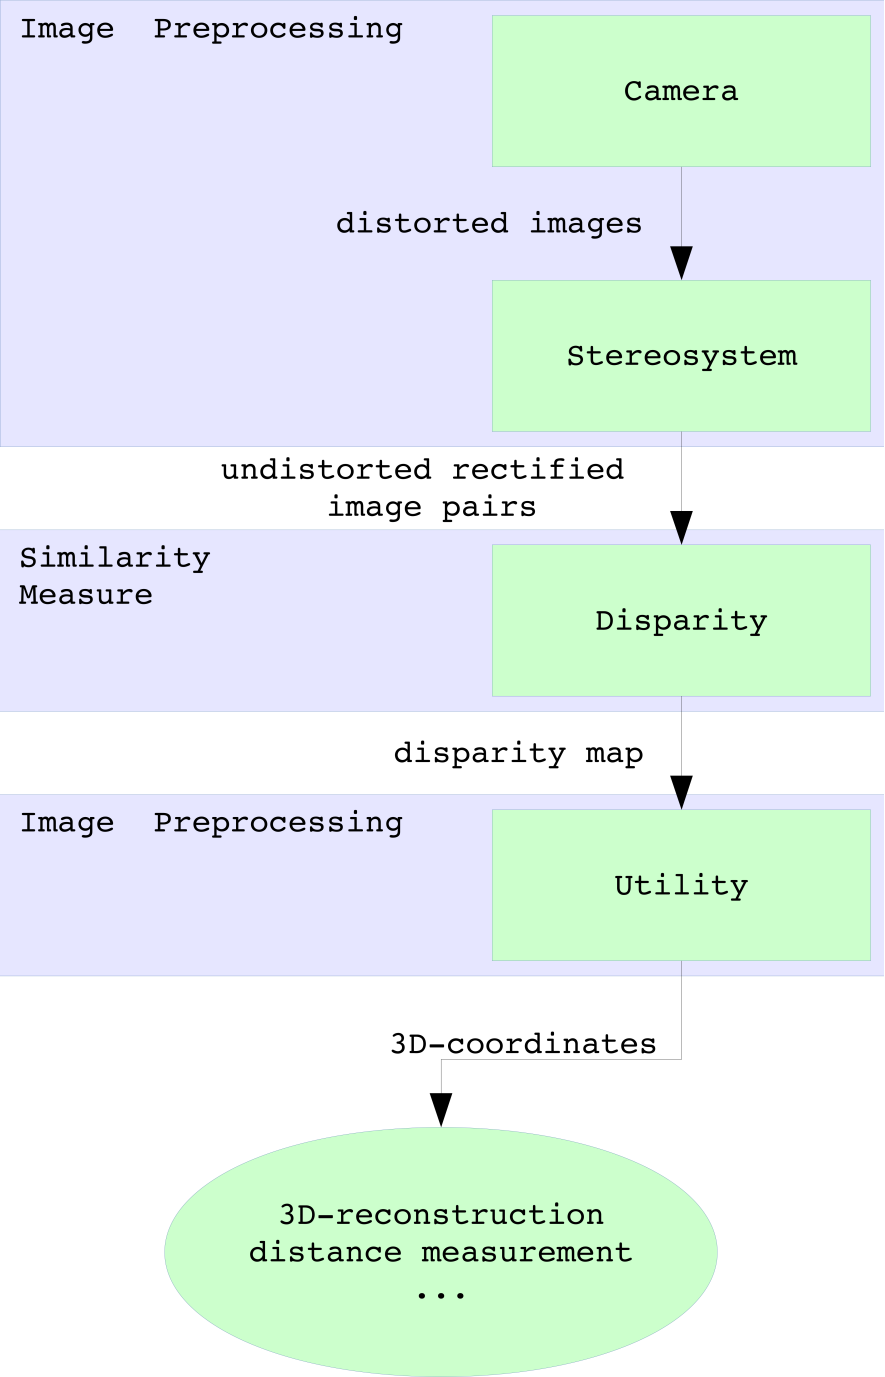 Image  Preprocessing
Camera
distorted images
Stereosystem
undistorted rectified
image pairs
Similarity
Measure
Disparity
disparity map
Image  Preprocessing
Utility
3D-coordinates
3D-reconstruction
distance measurement
...